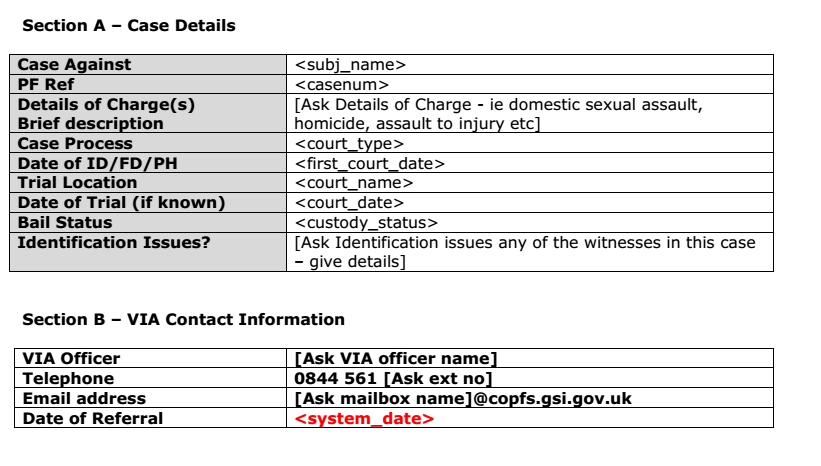 Section A – Case Details
Case Against <subj_name>
PF Ref <casenum>
Details of Charge(s) [Ask Details of Charge - ie domestic sexual assault,
Brief description homicide, assault to injury etc]
Case Process <court_type>
Date of ID/FD/PH <first_court_date>
Trial Location <court_name>
Date of Trial (if known) <court_date>
Bail Status <custody_status>
Identification Issues? [Ask Identification issues any of the witnesses in this case
– give details]
Section B – VIA Contact Information
VIA Officer [Ask VIA officer name]
Telephone 0844 561 [Ask ext no]
Email address [Ask mailbox name]@copfs.gsi.gov.uk
Date of Referral <system_date>